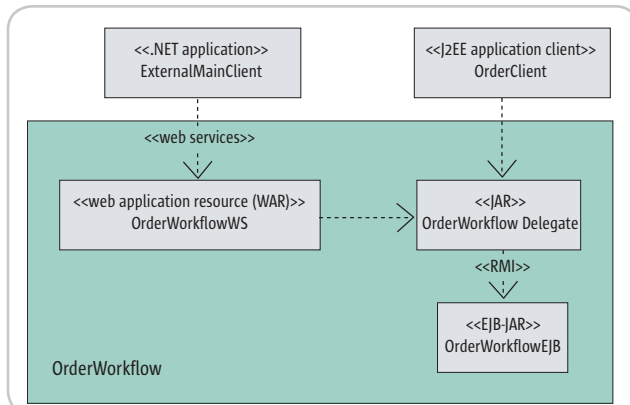 <<.NET application>>
ExternalMainClient
<<J2EE application client>>
OrderClient
<<web services>>
<<web application resource (WAR)>>
OrderWorkflowWS
<<JAR>>
OrderWorkflow Delegate
<<RMI>>
<<EJB-JAR>>
OrderWorkflowEJB
OrderWorkflow